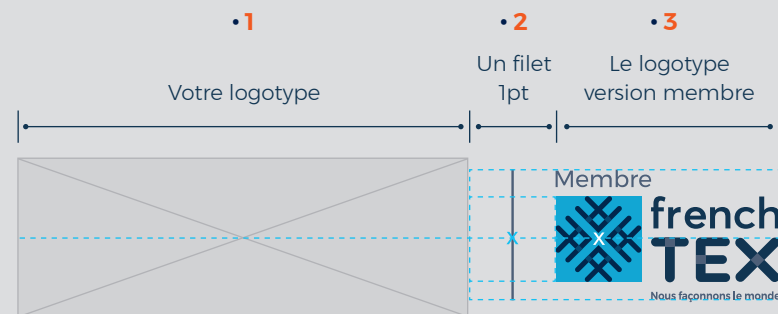 • 1
Votre logotype
• 2
Un filet
1pt
• 3
Le logotype
version membre
Membre
french
TEX
Nous façonnons le monde